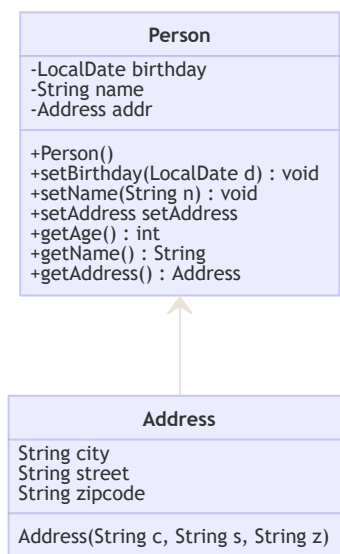 Person
-LocalDate birthday
-String name
-Address addr
+Person()
+setBirthday(LocalDate d) : void
+setName(String n) : void
+setAddress setAddress
+getAge() : int
+getName() : String
+getAddress() : Address
Address
String city
String street
String zipcode
Address(String c, String s, String z)